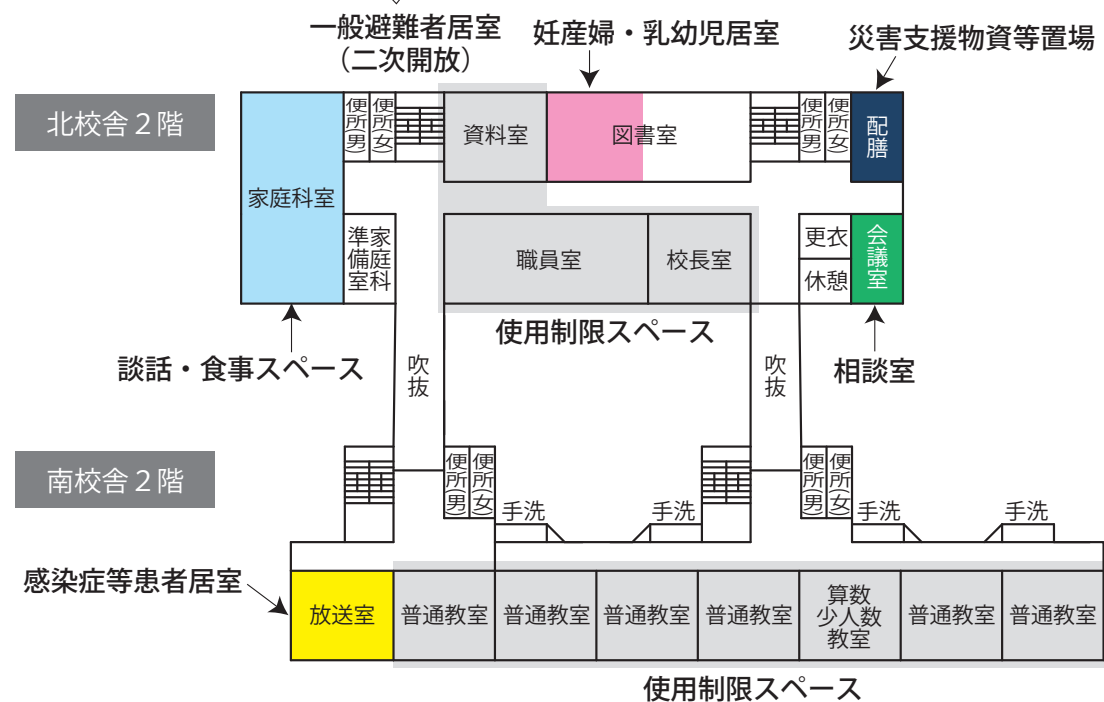 一般避難者居室
（二次開放）
妊産婦・乳幼児居室
災害支援物資等置場
北校舎２階
家庭科室
便所(男)
便所(女)
資料室
図書室
便所(男)
便所(女)
配膳
家庭科
準備室
職員室
校長室
更衣
休憩
会議室
使用制限スペース
談話・食事スペース
吹抜
吹抜
相談室
南校舎２階
便所(男)
便所(女)
手洗
手洗
便所(男)
便所(女)
手洗
手洗
感染症等患者居室
放送室
普通教室
普通教室
普通教室
普通教室
算数
少人数
教室
普通教室
普通教室
使用制限スペース